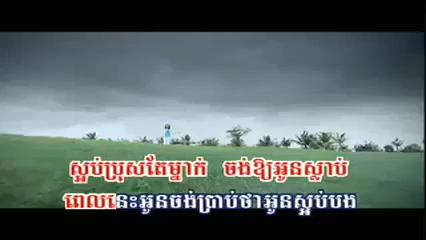 ស្អប់ប្រុសតែម្នាក់ ចង់ឱ្យអូនស្លាប់
ពេលនេះអូនចង់ប្រាប់ថា អូនស្អប់បង